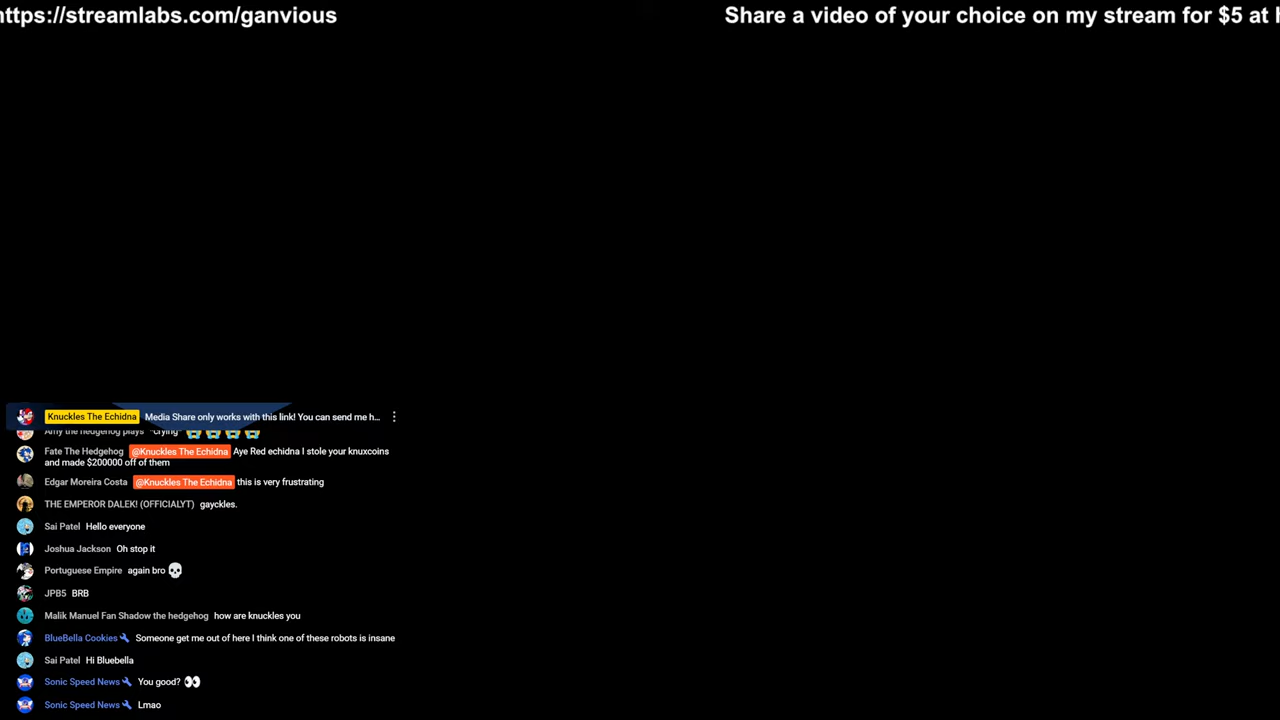 https://streamlabs.com/ganvious Share a video of your choice on my stream for $5 at h
Knuckles The Echidna Media Share only works with this link! You can send me h...
Amy the hedgehog plays *crying* 😭😭😭😭
Fate The Hedgehog @Knuckles The Echidna Aye Red echidna I stole your knuxcoins
and made $200000 off of them
Edgar Moreira Costa @Knuckles The Echidna this is very frustrating
THE EMPEROR DALEK! (OFFICIALYT) gayckles.
Sai Patel Hello everyone
Joshua Jackson Oh stop it
Portuguese Empire again bro 💀
JPB5 BRB
Malik Manuel Fan Shadow the hedgehog how are knuckles you
BlueBella Cookies Someone get me out of here I think one of these robots is insane
Sai Patel Hi Bluebella
Sonic Speed News You good? 👀
Sonic Speed News Lmao